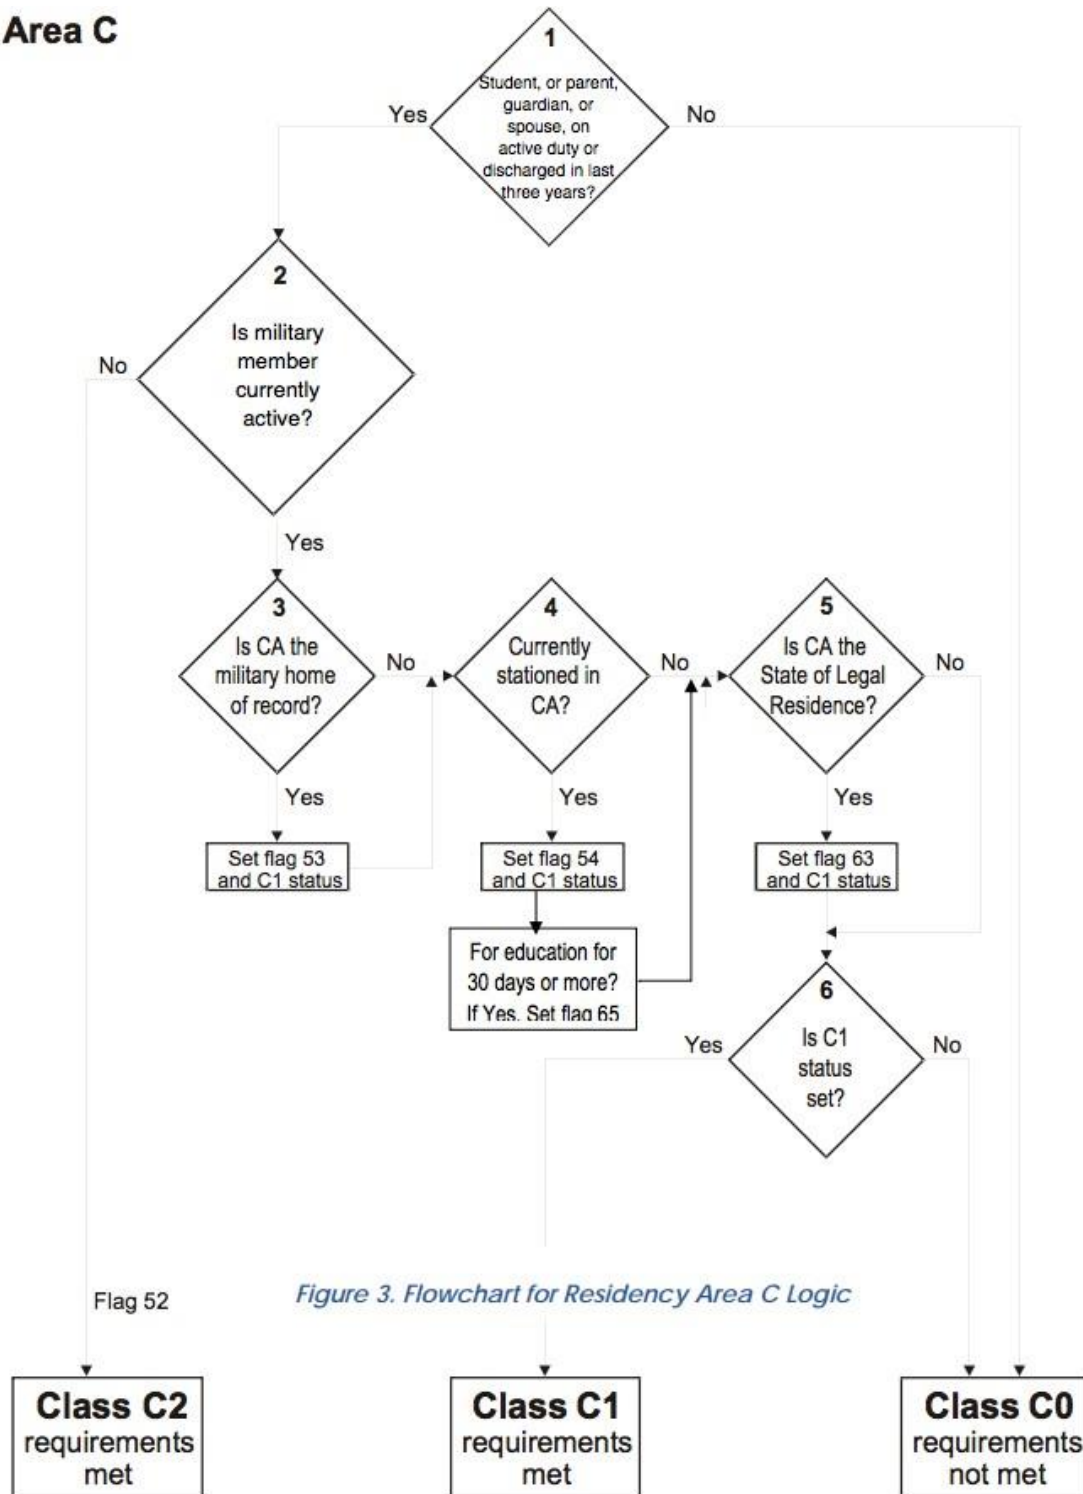 Area C
1
Student, or parent,
guardian, or
spouse, on
active duty or
discharged in last
three years?
Yes
No
2
Is military
member
currently
active?
No
Yes
3
Is CA the
military home
of record?
No
Yes
Set flag 53
and C1 status
4
Currently
stationed in
CA?
No
Yes
Set flag 54
and C1 status
For education for
30 days or more?
If Yes. Set flag 65
5
Is CA the
State of Legal
Residence?
No
Yes
Set flag 63
and C1 status
6
Is C1
status
set?
Yes
No
Flag 52
Figure 3. Flowchart for Residency Area C Logic
Class C2
requirements
met
Class C1
requirements
met
Class C0
requirements
not met